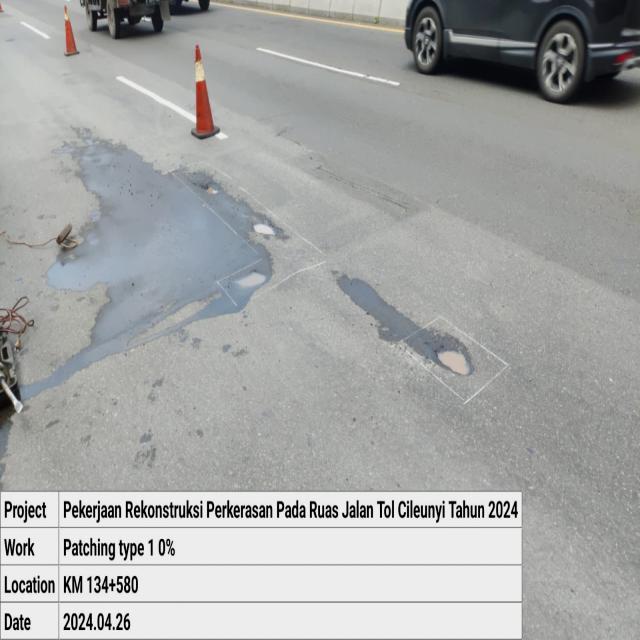 Project Pekerjaan Rekonstruksi Perkerasan Pada Ruas Jalan Tol Cileunyi Tahun 2024
Work Patching type 1 0%
Location KM 134+580
Date 2024.04.26